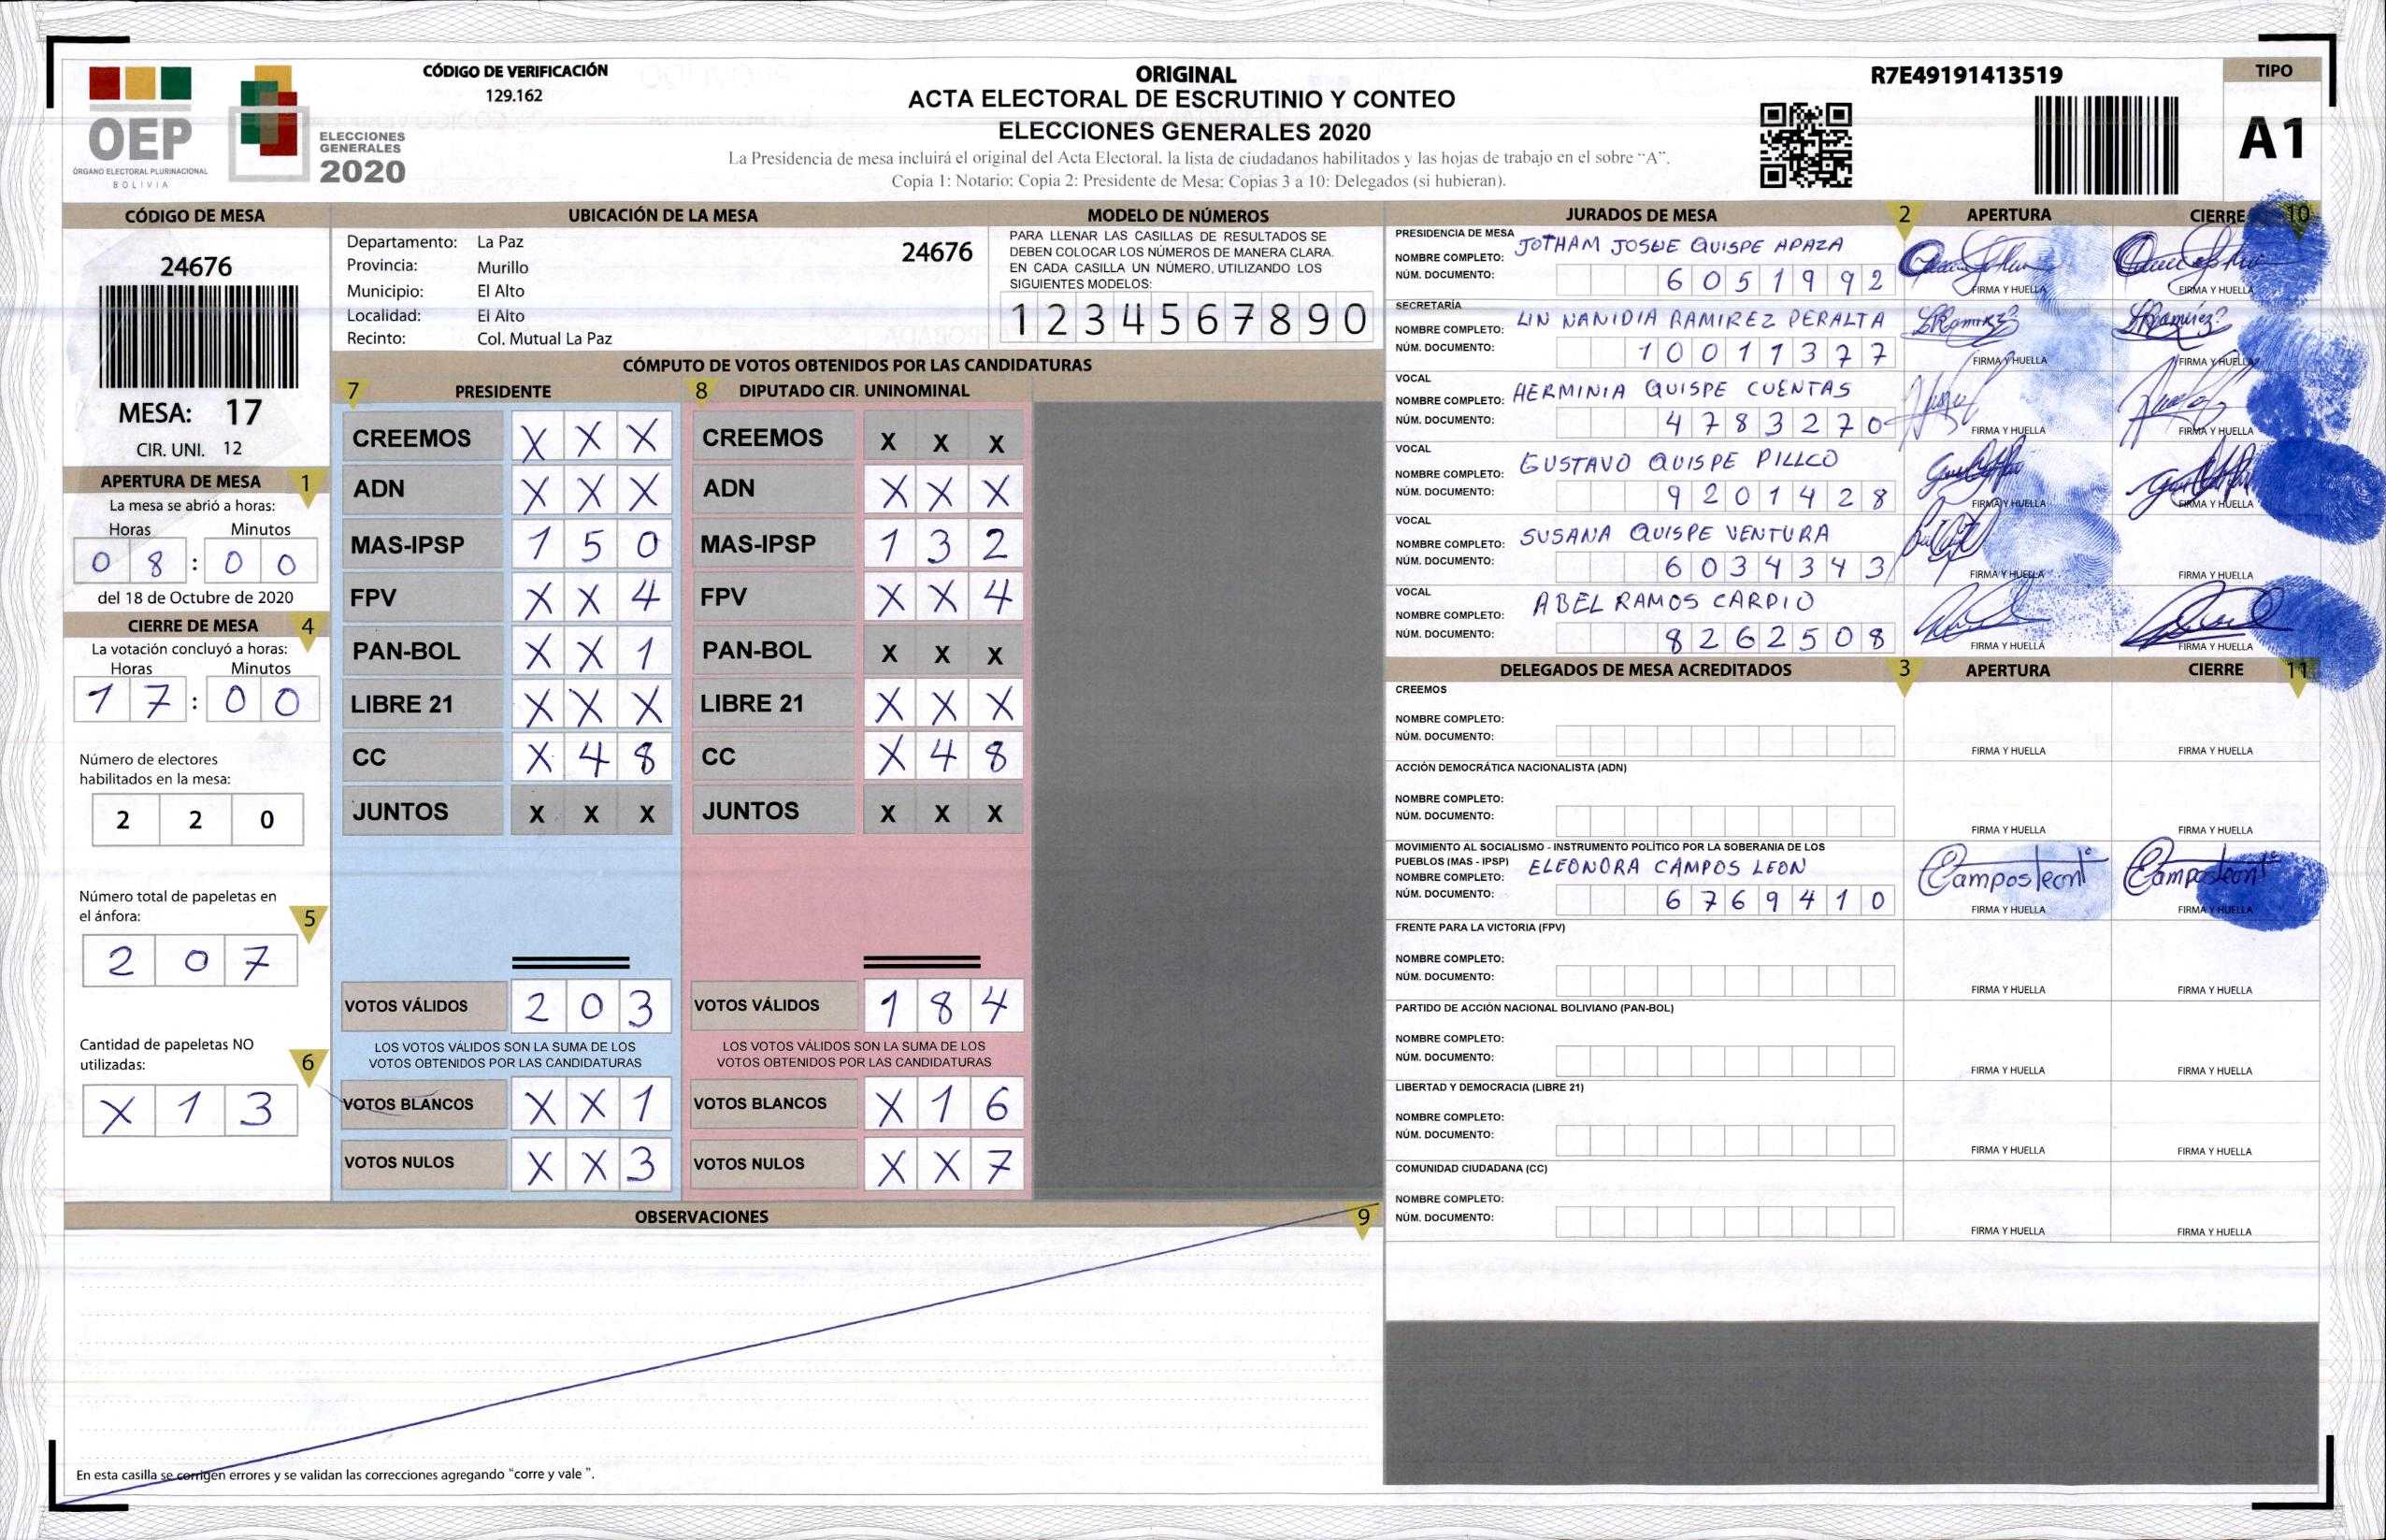 OEP
ÓRGANO ELECTORAL PLURINACIONAL
BOLIVIA
ELECCIONES
GENERALES
2020
CÓDIGO DE VERIFICACIÓN
129.162
ORIGINAL
ACTA ELECTORAL DE ESCRUTINIO Y CONTEO
ELECCIONES GENERALES 2020
La Presidencia de mesa incluirá el original del Acta Electoral, la lista de ciudadanos habilitados y las hojas de trabajo en el sobre "A".
Copia 1: Notario; Copia 2: Presidente de Mesa; Copias 3 a 10: Delegados (si hubieran).
R7E49191413519
TIPO
A1
CÓDIGO DE MESA
24676
MESA: 17
CIR. UNI. 12
APERTURA DE MESA 1
La mesa se abrió a horas:
Horas Minutos
0 8 : 0 0
del 18 de Octubre de 2020
CIERRE DE MESA 4
La votación concluyó a horas:
Horas Minutos
1 7 : 0 0
Número de electores
habilitados en la mesa:
2 2 0
Número total de papeletas en
el ánfora: 5
2 0 7
Cantidad de papeletas NO
utilizadas: 6
X 1 3
UBICACIÓN DE LA MESA
Departamento: La Paz 24676
Provincia: Murillo
Municipio: El Alto
Localidad: El Alto
Recinto: Col. Mutual La Paz
MODELO DE NÚMEROS
PARA LLENAR LAS CASILLAS DE RESULTADOS SE
DEBEN COLOCAR LOS NÚMEROS DE MANERA CLARA.
EN CADA CASILLA UN NÚMERO, UTILIZANDO LOS
SIGUIENTES MODELOS:
1 2 3 4 5 6 7 8 9 0
CÓMPUTO DE VOTOS OBTENIDOS POR LAS CANDIDATURAS
7 PRESIDENTE
CREEMOS X X X
ADN X X X
MAS-IPSP 1 5 0
FPV X X 4
PAN-BOL X X 1
LIBRE 21 X X X
CC X 4 8
JUNTOS X X X
VOTOS VÁLIDOS 2 0 3
LOS VOTOS VÁLIDOS SON LA SUMA DE LOS
VOTOS OBTENIDOS POR LAS CANDIDATURAS
VOTOS BLANCOS X X 1
VOTOS NULOS X X 3
8 DIPUTADO CIR. UNINOMINAL
CREEMOS X X X
ADN X X X
MAS-IPSP 1 3 2
FPV X X 4
PAN-BOL X X X
LIBRE 21 X X X
CC X 4 8
JUNTOS X X X
VOTOS VÁLIDOS 1 8 4
LOS VOTOS VÁLIDOS SON LA SUMA DE LOS
VOTOS OBTENIDOS POR LAS CANDIDATURAS
VOTOS BLANCOS X 1 6
VOTOS NULOS X X 7
OBSERVACIONES 9
En esta casilla se corrigen errores y se validan las correcciones agregando "corre y vale ".
JURADOS DE MESA 2 APERTURA CIERRE 10
PRESIDENCIA DE MESA
NOMBRE COMPLETO: JOTHAM JOSUE QUISPE APAZA
NÚM. DOCUMENTO: 6 0 5 1 9 9 2
FIRMA Y HUELLA FIRMA Y HUELLA
SECRETARÍA
NOMBRE COMPLETO: LIN NANIDIA RAMIREZ PERALTA
NÚM. DOCUMENTO: 1 0 0 1 1 3 7 7
FIRMA Y HUELLA FIRMA Y HUELLA
VOCAL
NOMBRE COMPLETO: HERMINIA QUISPE CUENTAS
NÚM. DOCUMENTO: 4 7 8 3 2 7 0
FIRMA Y HUELLA FIRMA Y HUELLA
VOCAL
NOMBRE COMPLETO: GUSTAVO QUISPE PILLCO
NÚM. DOCUMENTO: 9 2 0 1 4 2 8
FIRMA Y HUELLA FIRMA Y HUELLA
VOCAL
NOMBRE COMPLETO: SUSANA QUISPE VENTURA
NÚM. DOCUMENTO: 6 0 3 4 3 4 3
FIRMA Y HUELLA FIRMA Y HUELLA
VOCAL
NOMBRE COMPLETO: ABEL RAMOS CARDIO
NÚM. DOCUMENTO: 8 2 6 2 5 0 8
FIRMA Y HUELLA FIRMA Y HUELLA
DELEGADOS DE MESA ACREDITADOS 3 APERTURA CIERRE 11
CREEMOS
NOMBRE COMPLETO:
NÚM. DOCUMENTO:
FIRMA Y HUELLA FIRMA Y HUELLA
ACCIÓN DEMOCRÁTICA NACIONALISTA (ADN)
NOMBRE COMPLETO:
NÚM. DOCUMENTO:
FIRMA Y HUELLA FIRMA Y HUELLA
MOVIMIENTO AL SOCIALISMO - INSTRUMENTO POLÍTICO POR LA SOBERANIA DE LOS
PUEBLOS (MAS - IPSP)
NOMBRE COMPLETO: ELEONORA CAMPOS LEON
NÚM. DOCUMENTO: 6 7 6 9 4 1 0
FIRMA Y HUELLA FIRMA Y HUELLA
FRENTE PARA LA VICTORIA (FPV)
NOMBRE COMPLETO:
NÚM. DOCUMENTO:
FIRMA Y HUELLA FIRMA Y HUELLA
PARTIDO DE ACCIÓN NACIONAL BOLIVIANO (PAN-BOL)
NOMBRE COMPLETO:
NÚM. DOCUMENTO:
FIRMA Y HUELLA FIRMA Y HUELLA
LIBERTAD Y DEMOCRACIA (LIBRE 21)
NOMBRE COMPLETO:
NÚM. DOCUMENTO:
FIRMA Y HUELLA FIRMA Y HUELLA
COMUNIDAD CIUDADANA (CC)
NOMBRE COMPLETO:
NÚM. DOCUMENTO:
FIRMA Y HUELLA FIRMA Y HUELLA